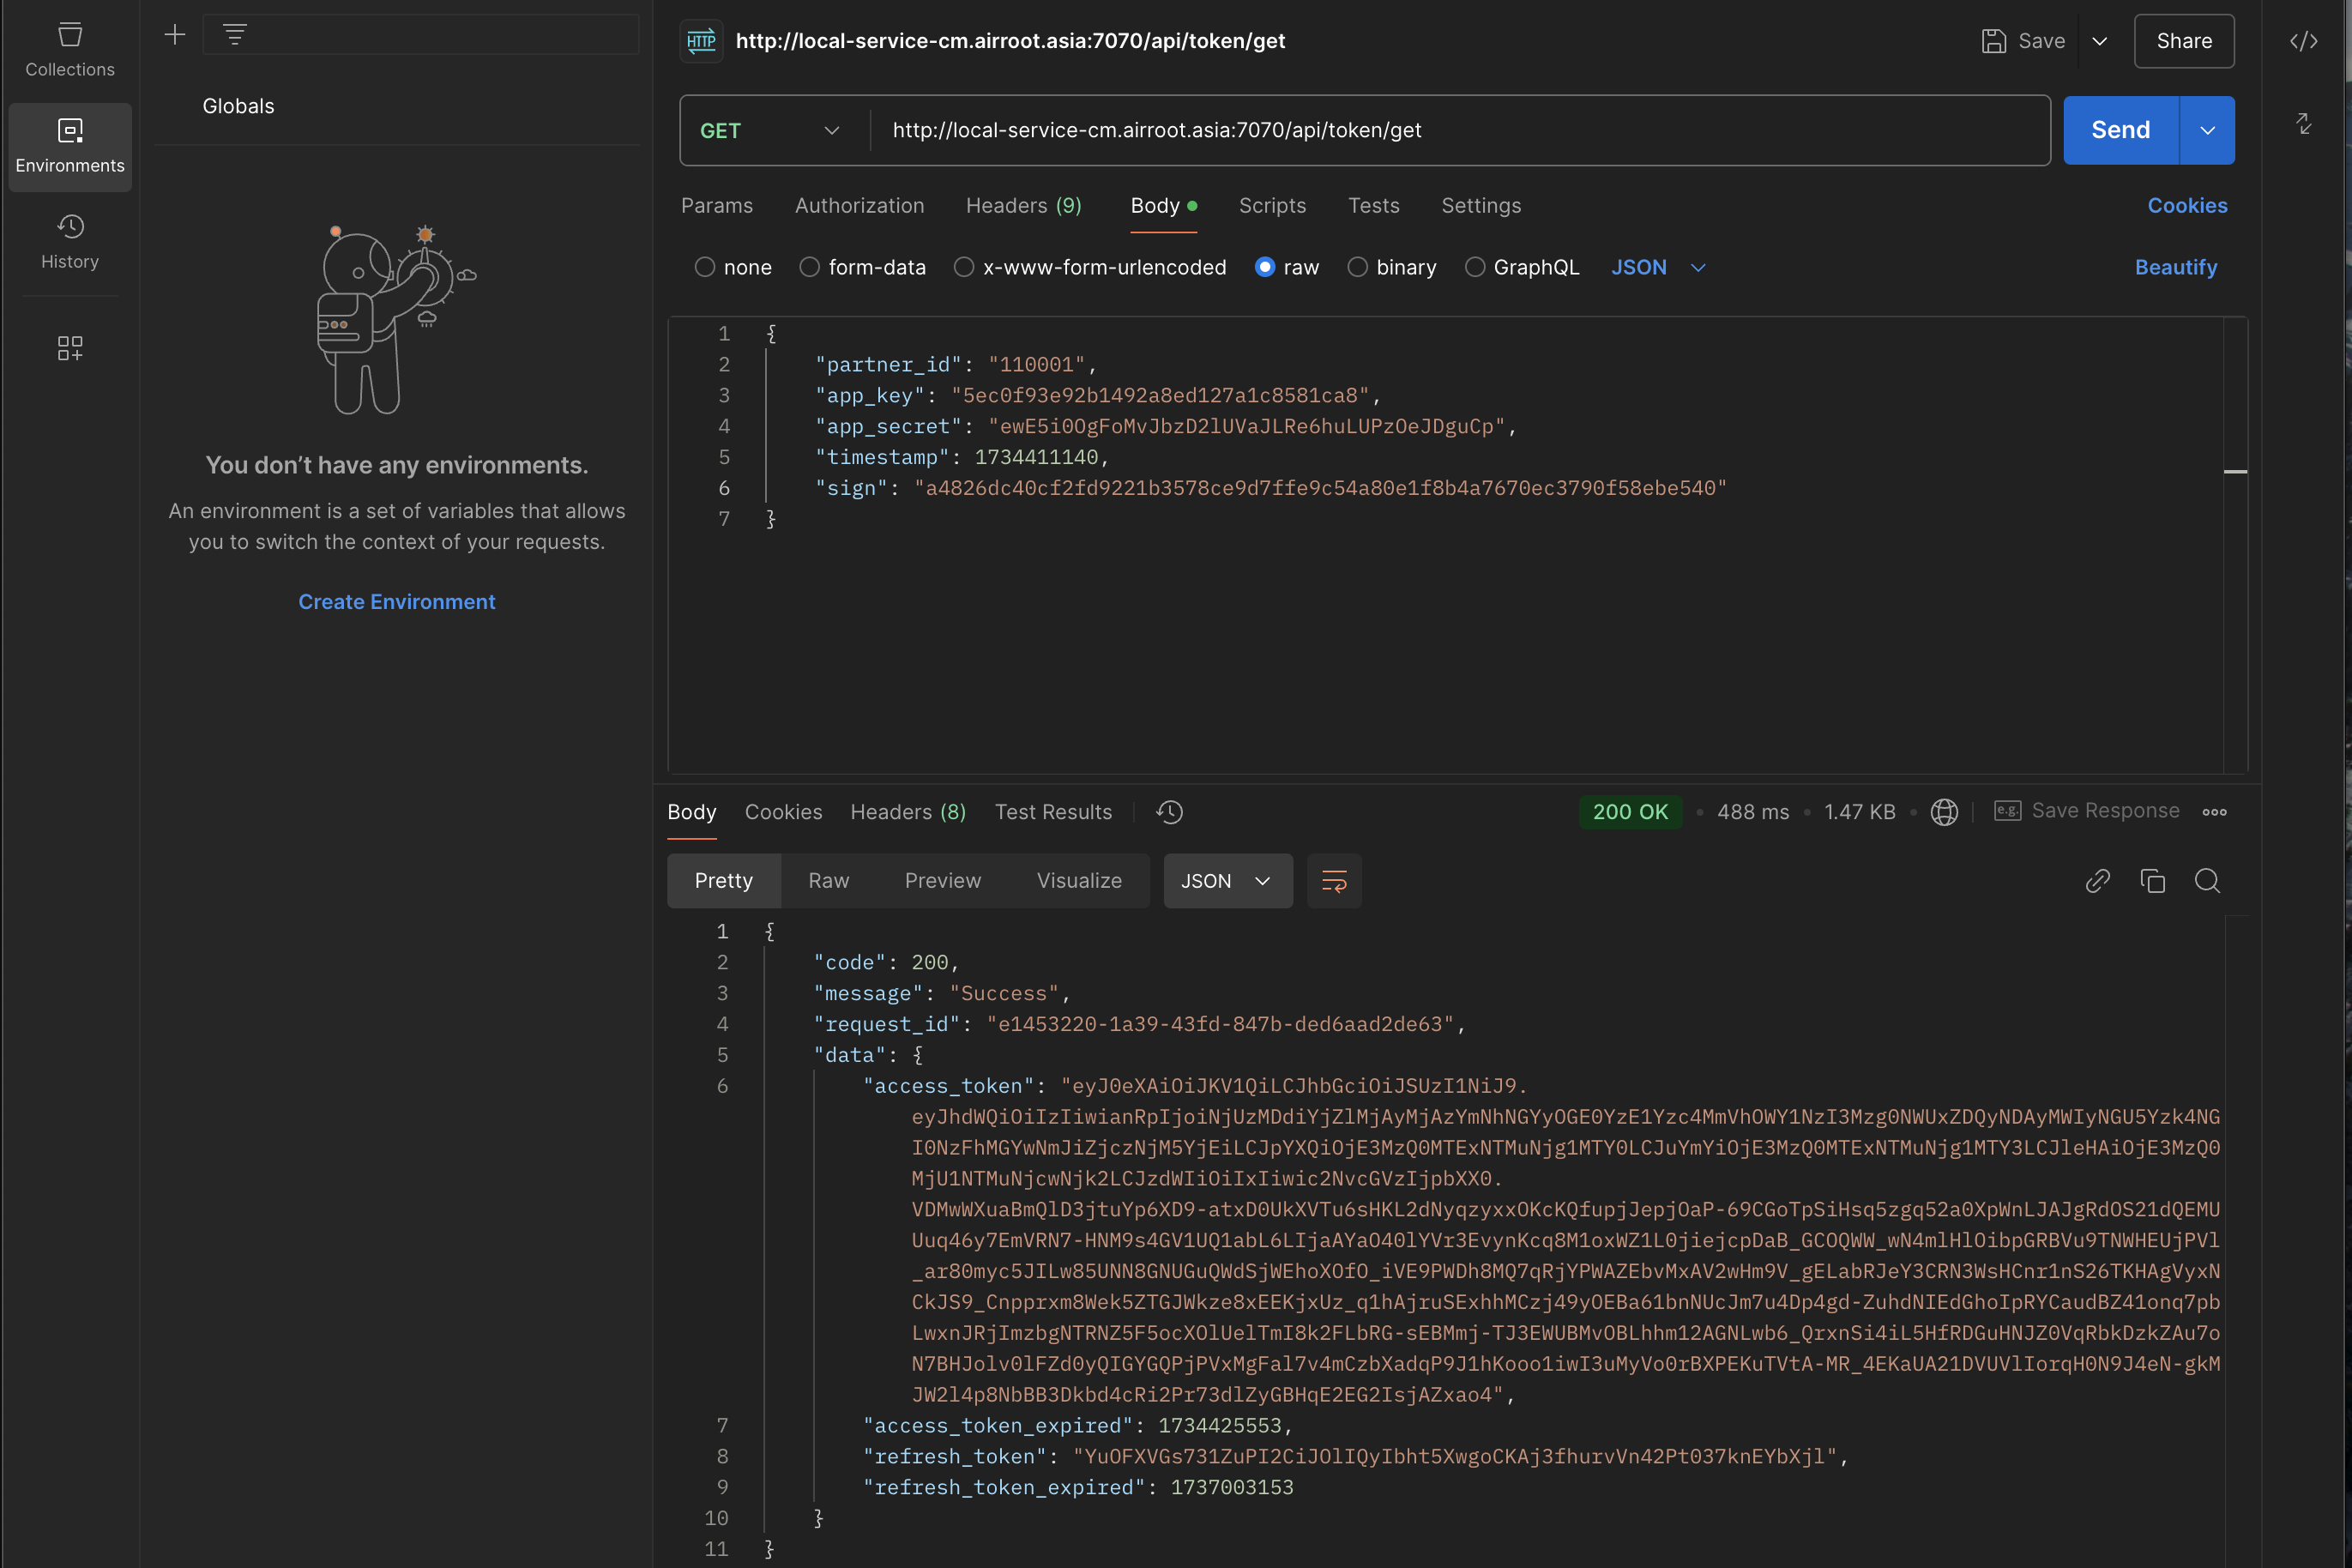 Collections
Environments
History
Globals
You don’t have any environments.
An environment is a set of variables that allows
you to switch the context of your requests.
Create Environment
HTTP http://local-service-cm.airroot.asia:7070/api/token/get Save Share
GET http://local-service-cm.airroot.asia:7070/api/token/get Send
Params Authorization Headers (9) Body Scripts Tests Settings Cookies
none form-data x-www-form-urlencoded raw binary GraphQL JSON Beautify
1 {
2 "partner_id": "110001",
3 "app_key": "5ec0f93e92b1492a8ed127a1c8581ca8",
4 "app_secret": "ewE5i0OgFoMvJbzD2lUVaJLRe6huLUPzOeJDguCp",
5 "timestamp": 1734411140,
6 "sign": "a4826dc40cf2fd9221b3578ce9d7ffe9c54a80e1f8b4a7670ec3790f58ebe540"
7 }
Body Cookies Headers (8) Test Results 200 OK • 488 ms • 1.47 KB • e.g. Save Response
Pretty Raw Preview Visualize JSON
1 {
2 "code": 200,
3 "message": "Success",
4 "request_id": "e1453220-1a39-43fd-847b-ded6aad2de63",
5 "data": {
6 "access_token": "eyJ0eXAiOiJKV1QiLCJhbGciOiJSUzI1NiJ9.
eyJhdWQiOiIzIiwianRpIjoiNjUzMDdiYjZlMjAyMjAzYmNhNGYyOGE0YzE1Yzc4MmVhOWY1NzI3Mzg0NWUxZDQyNDAyMWIyNGU5Yzk4NG
I0NzFhMGYwNmJiZjczNjM5YjEiLCJpYXQiOjE3MzQ0MTExNTMuNjg1MTY0LCJuYmYiOjE3MzQ0MTExNTMuNjg1MTY3LCJleHAiOjE3MzQ0
MjU1NTMuNjcwNjk2LCJzdWIiOiIxIiwic2NvcGVzIjpbXX0.
VDMwWXuaBmQlD3jtuYp6XD9-atxD0UkXVTu6sHKL2dNyqzyxxOKcKQfupjJepjOaP-69CGoTpSiHsq5zgq52a0XpWnLJAJgRdOS21dQEMU
Uuq46y7EmVRN7-HNM9s4GV1UQ1abL6LIjaAYaO40lYVr3EvynKcq8M1oxWZ1L0jiejcpDaB_GCOQWW_wN4mlHlOibpGRBVu9TNWHEUjPVl
_ar80myc5JILw85UNN8GNUGuQWdSjWEhoXOfO_iVE9PWDh8MQ7qRjYPWAZEbvMxAV2wHm9V_gELabRJeY3CRN3WsHCnr1nS26TKHAgVyxN
CkJS9_Cnpprxm8Wek5ZTGJWkze8xEEKjxUz_q1hAjruSExhhMCzj49yOEBa61bnNUcJm7u4Dp4gd-ZuhdNIEdGhoIpRYCaudBZ41onq7pb
LwxnJRjImzbgNTRNZ5F5ocXOlUelTmI8k2FLbRG-sEBMmj-TJ3EWUBMvOBLhhm12AGNLwb6_QrxnSi4iL5HfRDGuHNJZ0VqRbkDzkZAu7o
N7BHJolv0lFZd0yQIGYGQPjPVxMgFal7v4mCzbXadqP9J1hKooo1iwI3uMyVo0rBXPEKuTVtA-MR_4EKaUA21DVUVlIorqH0N9J4eN-gkM
JW2l4p8NbBB3Dkbd4cRi2Pr73dlZyGBHqE2EG2IsjAZxao4",
7 "access_token_expired": 1734425553,
8 "refresh_token": "YuOFXVGs731ZuPI2CiJOlIQyIbht5XwgoCKAj3fhurvVn42Pt037knEYbXjl",
9 "refresh_token_expired": 1737003153
10 }
11 }